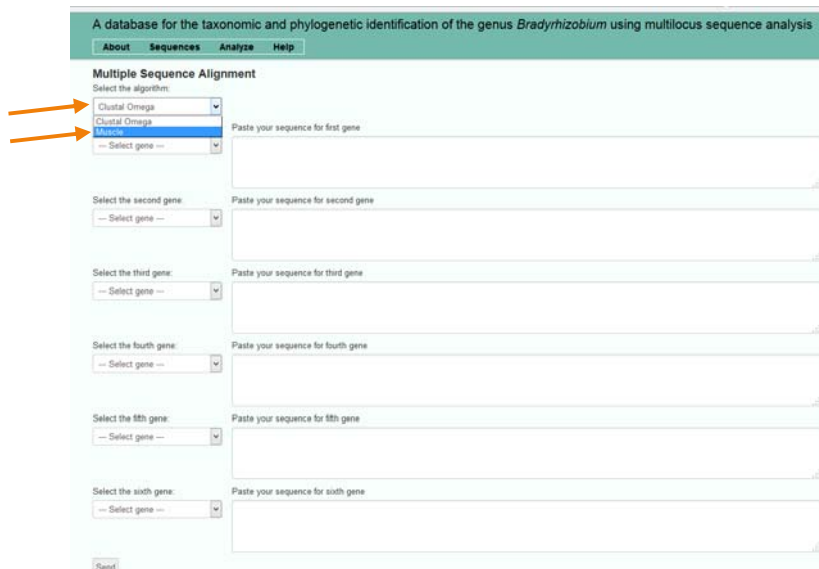 A database for the taxonomic and phylogenetic identification of the genus Bradyrhizobium using multilocus sequence analysis
About Sequences Analyze Help
Multiple Sequence Alignment
Select the algorithm:
Clustal Omega
Clustal Omega
Muscle
Paste your sequence for first gene
--- Select gene ---
Select the second gene: Paste your sequence for second gene
--- Select gene ---
Select the third gene: Paste your sequence for third gene
--- Select gene ---
Select the fourth gene: Paste your sequence for fourth gene
--- Select gene ---
Select the fifth gene: Paste your sequence for fifth gene
--- Select gene ---
Select the sixth gene: Paste your sequence for sixth gene
--- Select gene ---
Send